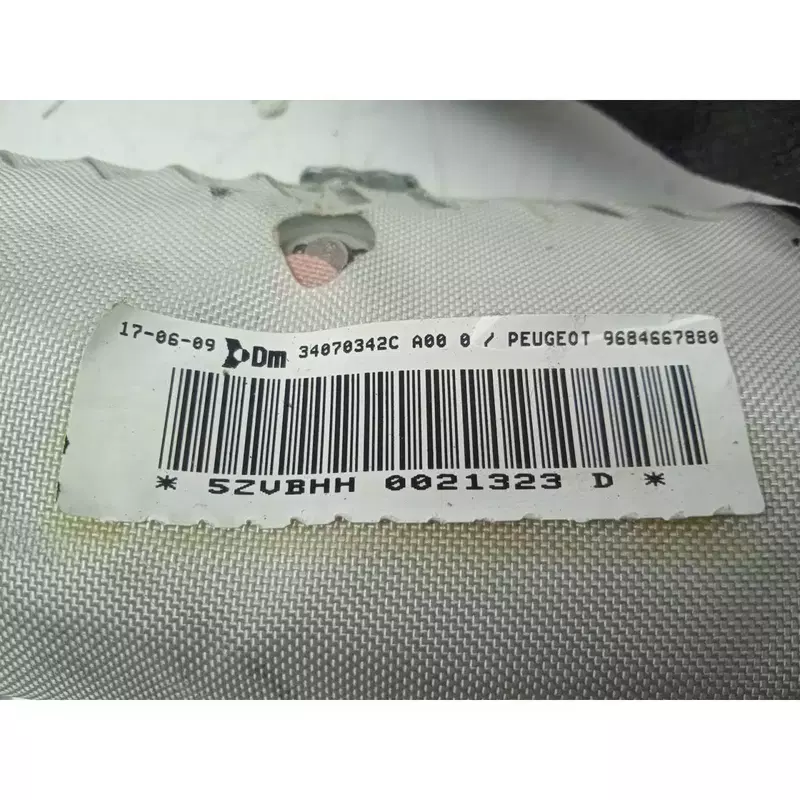 17-06-09 Dm 34070342C A00 0 / PEUGEOT 9684667880
* 5ZVBHH 0021323 D *